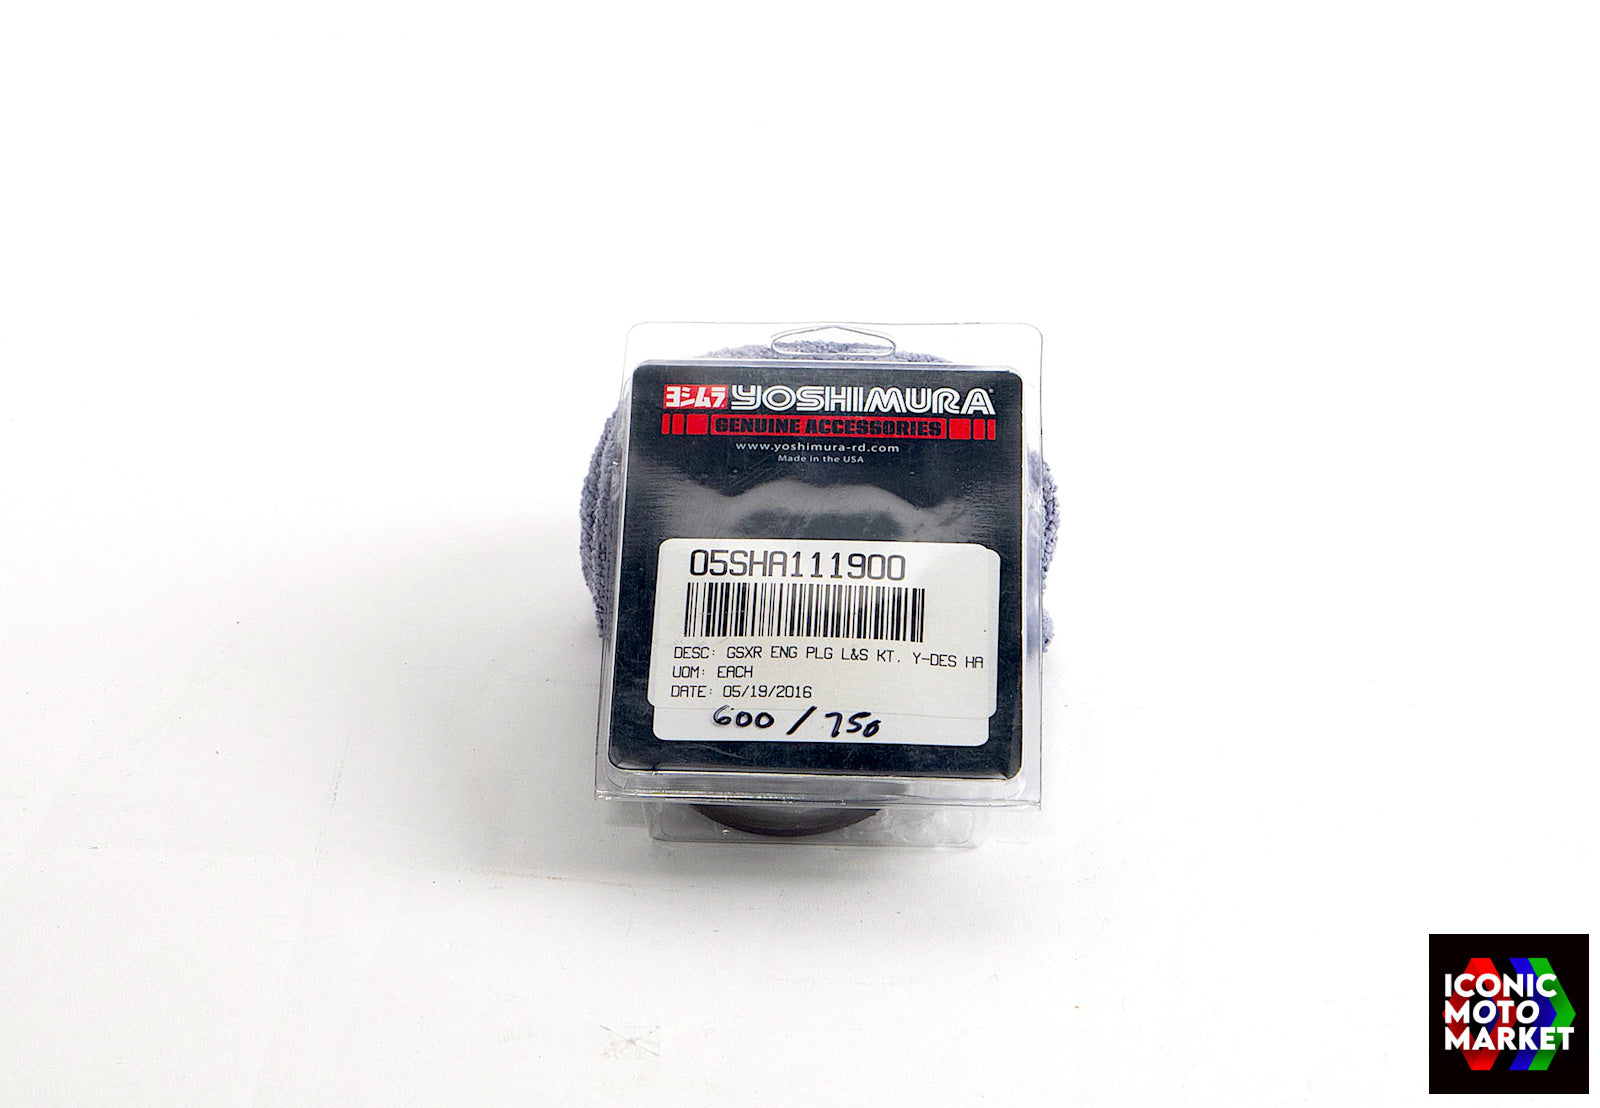 ヨシムラ YOSHIMURA
GENUINE ACCESSORIES
www.yoshimura-rd.com
Made in the USA
05SHA111900
DESC: GSXR ENG PLG L&S KT. Y-DES HA
UOM: EACH
DATE: 05/19/2016
600 / 750
ICONIC
MOTO
MARKET